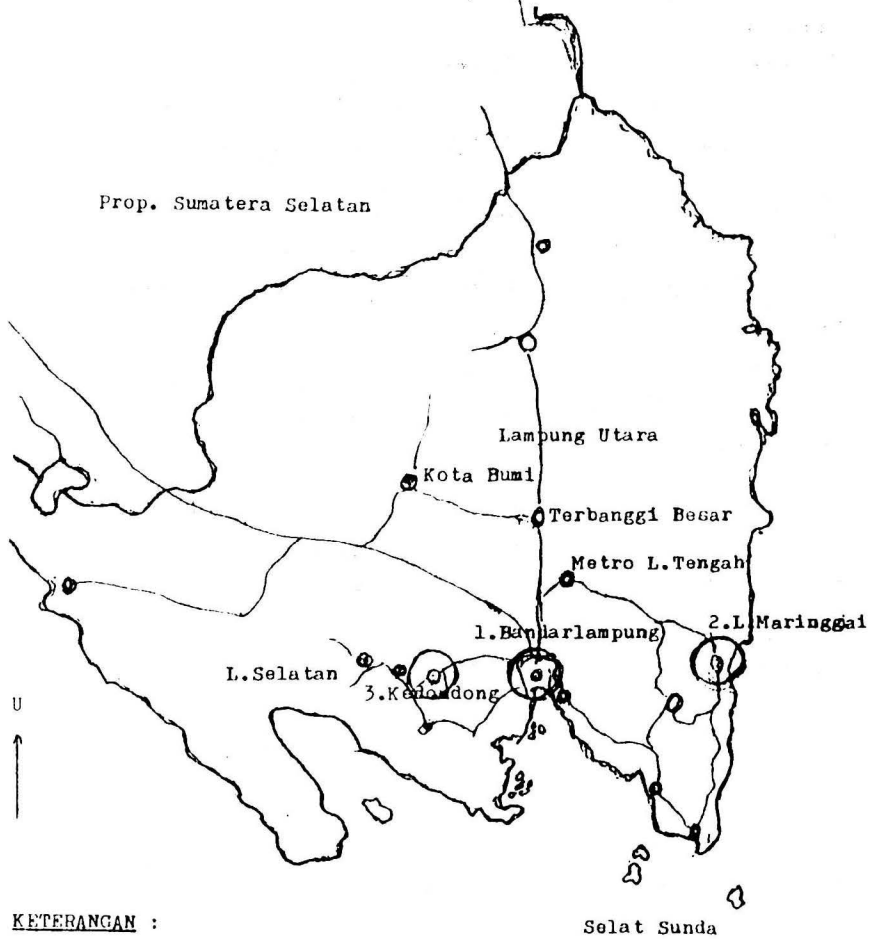 Prop. Sumatera Selatan
Lampung Utara
Kota Bumi
Terbanggi Besar
Metro L.Tengah
1.Bandarlampung
2.L.Maringgai
L.Selatan
3.Kedondong
U
KETERANGAN :
Selat Sunda